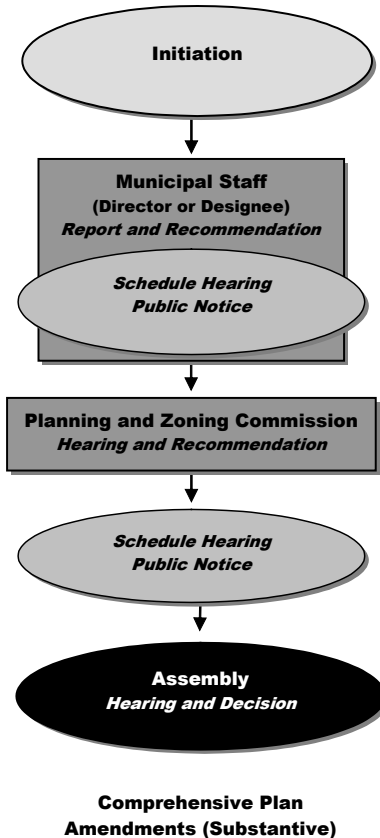 Initiation
Municipal Staff
(Director or Designee)
Report and Recommendation
Schedule Hearing
Public Notice
Planning and Zoning Commission
Hearing and Recommendation
Schedule Hearing
Public Notice
Assembly
Hearing and Decision
Comprehensive Plan
Amendments (Substantive)